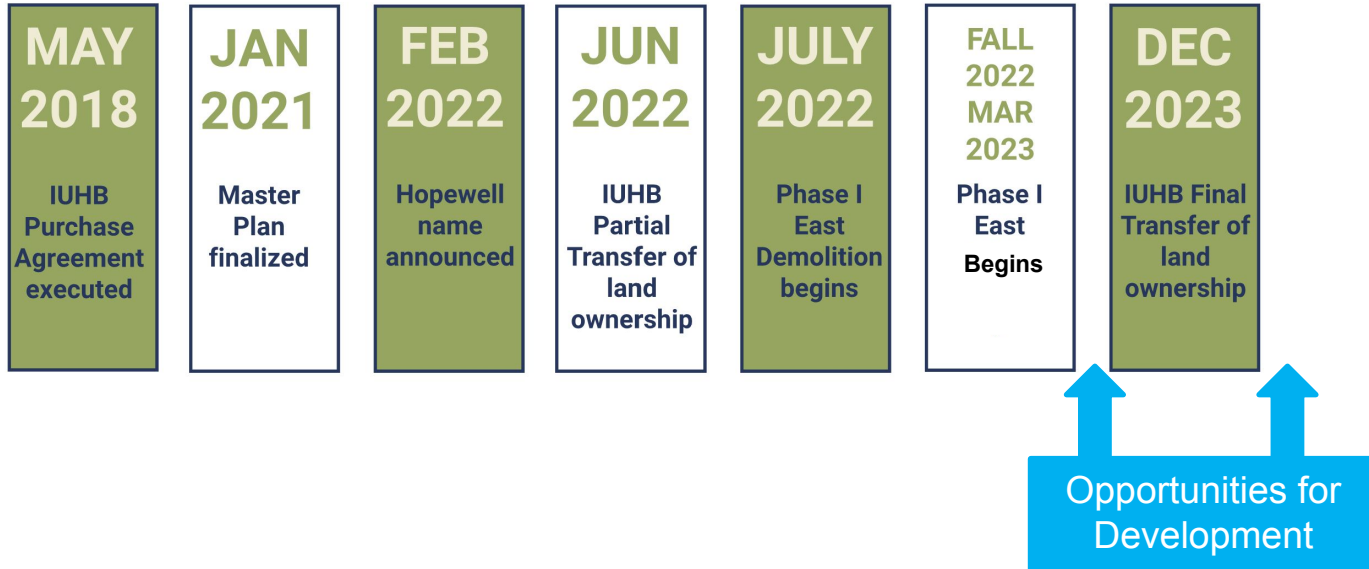 MAY
2018
IUHB
Purchase
Agreement
executed
JAN
2021
Master
Plan
finalized
FEB
2022
Hopewell
name
announced
JUN
2022
IUHB
Partial
Transfer of
land
ownership
JULY
2022
Phase I
East
Demolition
begins
FALL
2022
MAR
2023
Phase I
East
Begins
DEC
2023
IUHB Final
Transfer of
land
ownership
Opportunities for
Development